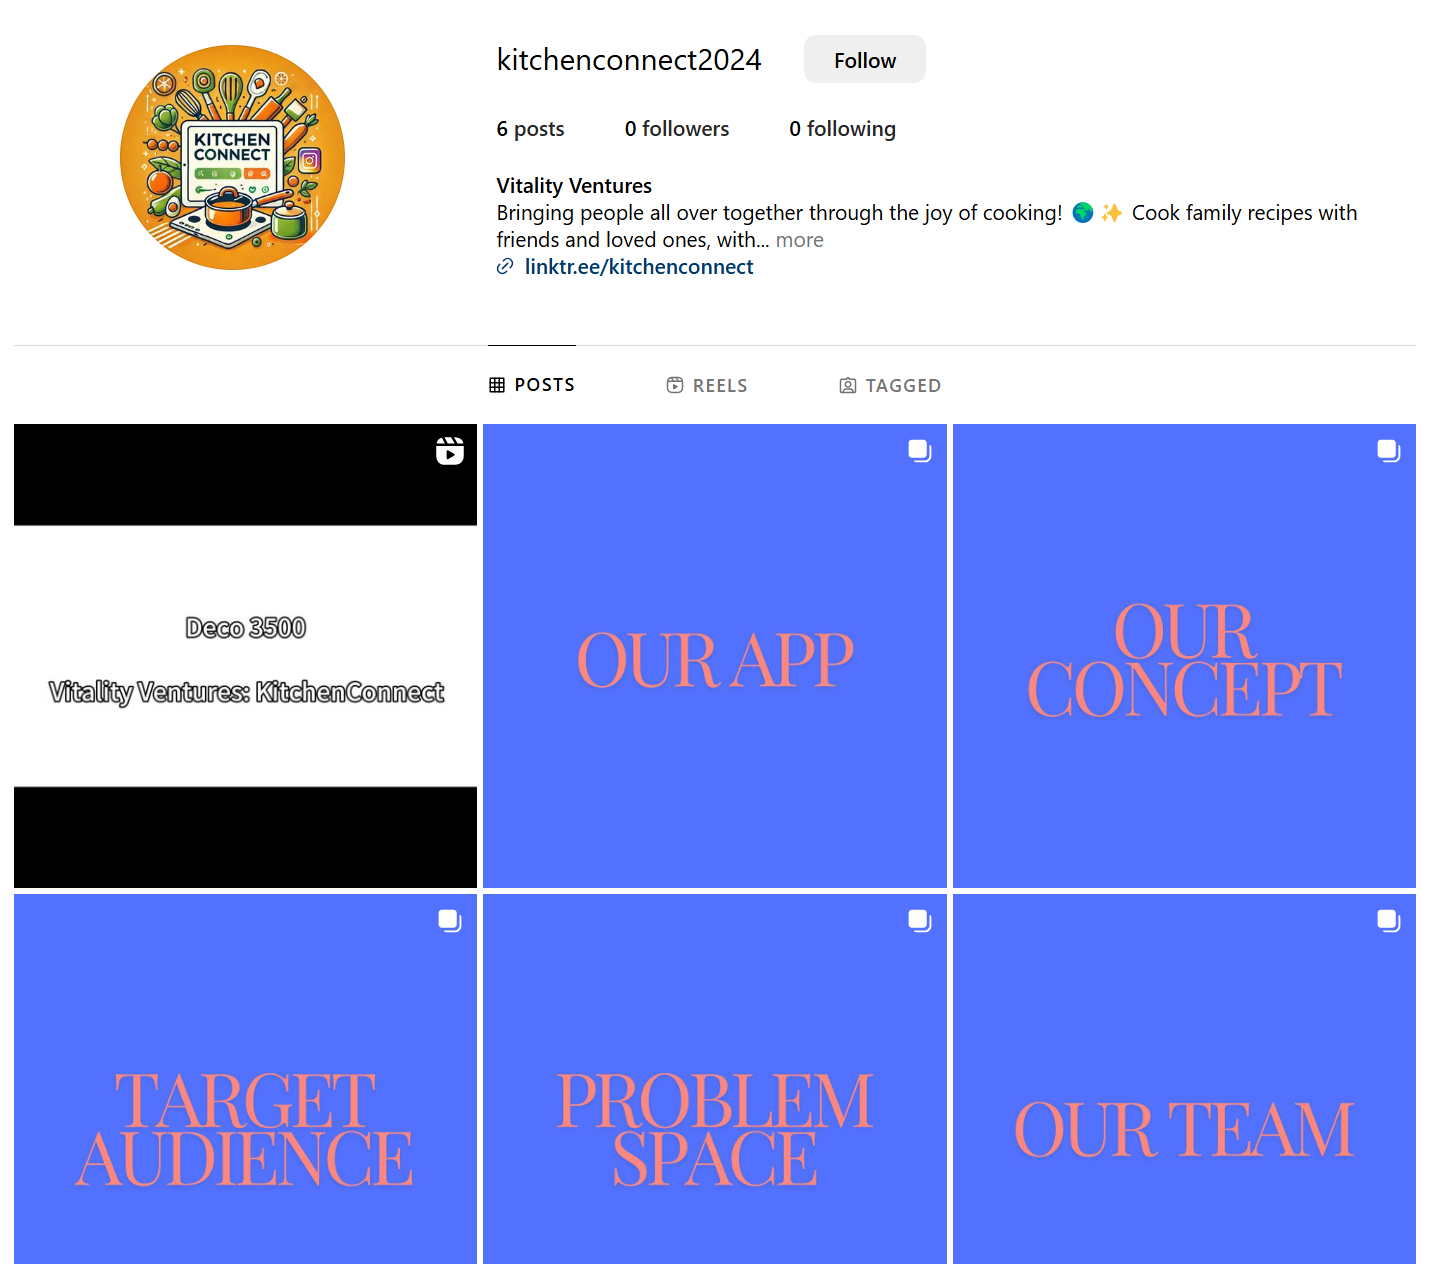 KITCHEN
CONNECT
kitchenconnect2024
Follow
6 posts
0 followers
0 following
Vitality Ventures
Bringing people all over together through the joy of cooking! 🌍 ✨ Cook family recipes with
friends and loved ones, with... more
linktr.ee/kitchenconnect
POSTS
REELS
TAGGED
Deco 3500
Vitality Ventures: KitchenConnect
OUR APP
OUR
CONCEPT
TARGET
AUDIENCE
PROBLEM
SPACE
OUR TEAM